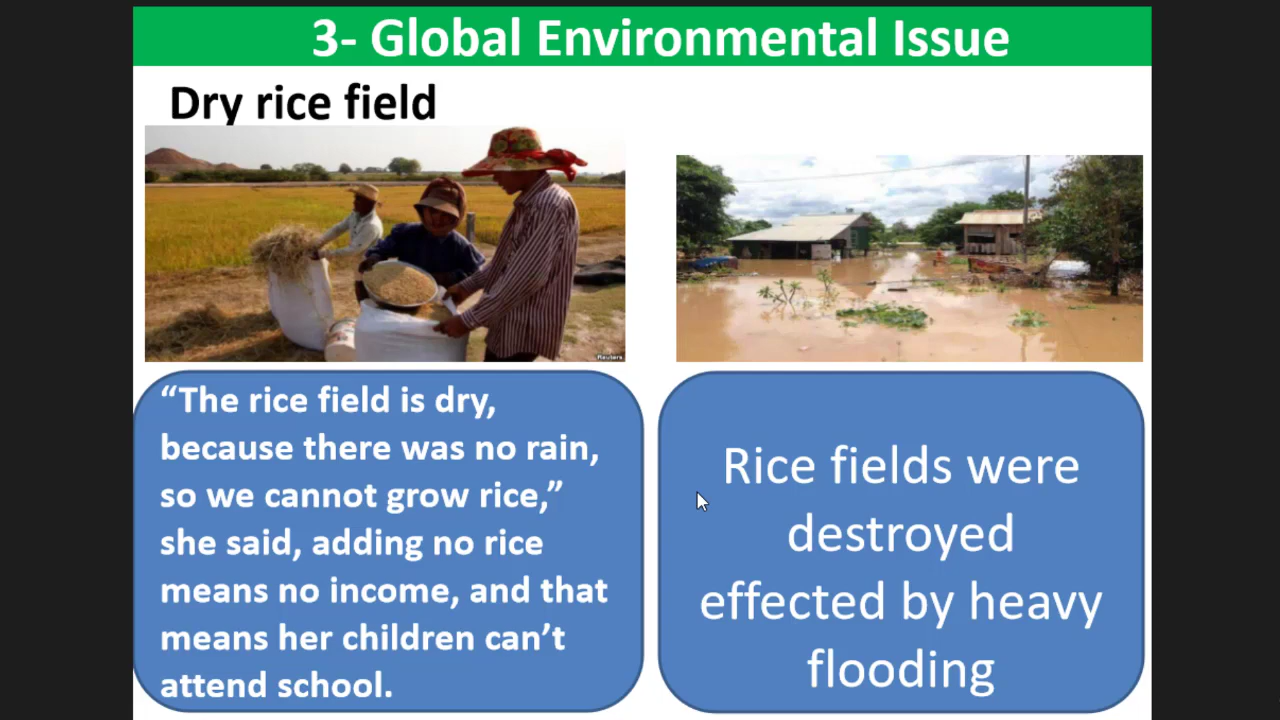 3- Global Environmental Issue
Dry rice field
Reuters
“The rice field is dry,
because there was no rain,
so we cannot grow rice,”
she said, adding no rice
means no income, and that
means her children can’t
attend school.
Rice fields were
destroyed
effected by heavy
flooding